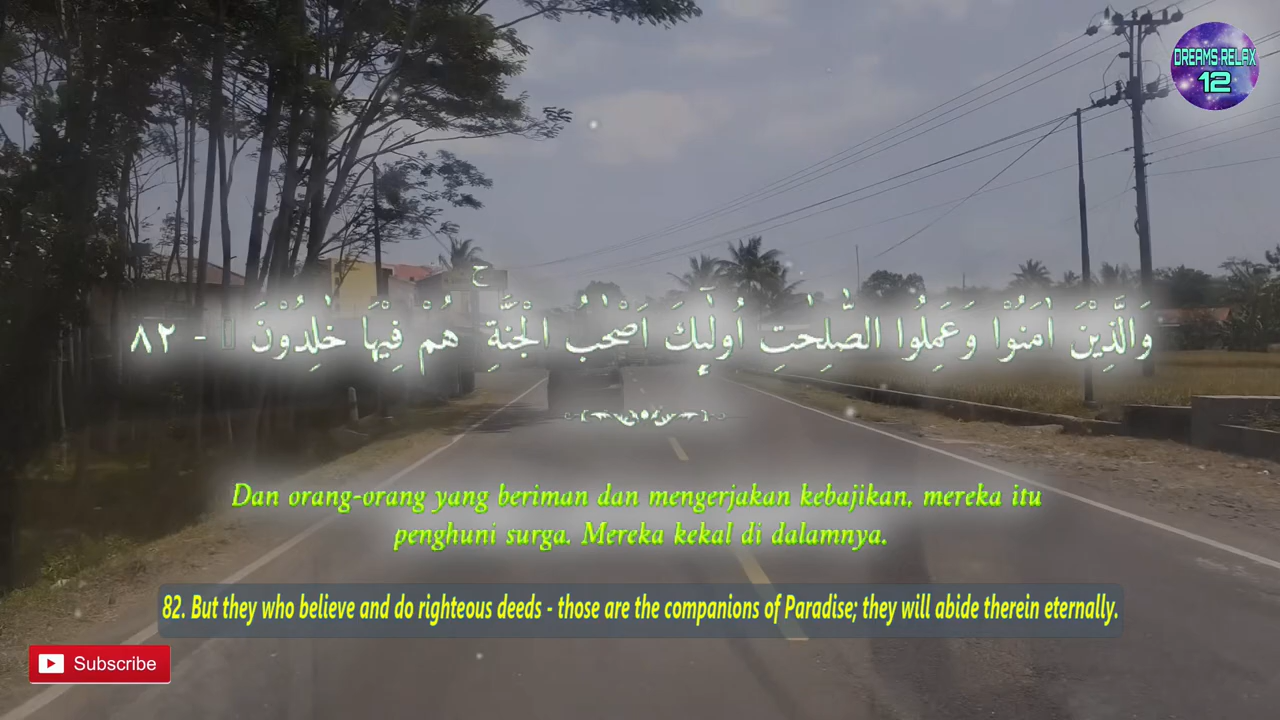 DREAMS RELAX
12
وَالَّذِيْنَ اٰمَنُوْا وَعَمِلُوا الصّٰلِحٰتِ اُولٰۤىِٕكَ اَصْحٰبُ الْجَنَّةِ ۚ هُمْ فِيْهَا خٰلِدُوْنَ - ٨٢
Dan orang-orang yang beriman dan mengerjakan kebajikan, mereka itu
penghuni surga. Mereka kekal di dalamnya.
82. But they who believe and do righteous deeds - those are the companions of Paradise; they will abide therein eternally.
Subscribe